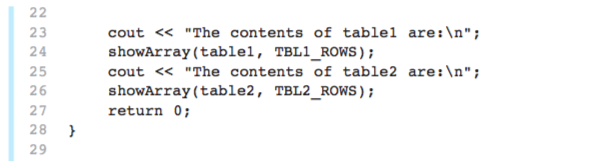 22
23 cout << "The contents of table1 are:\n";
24 showArray(table1, TBL1_ROWS);
25 cout << "The contents of table2 are:\n";
26 showArray(table2, TBL2_ROWS);
27 return 0;
28 }
29